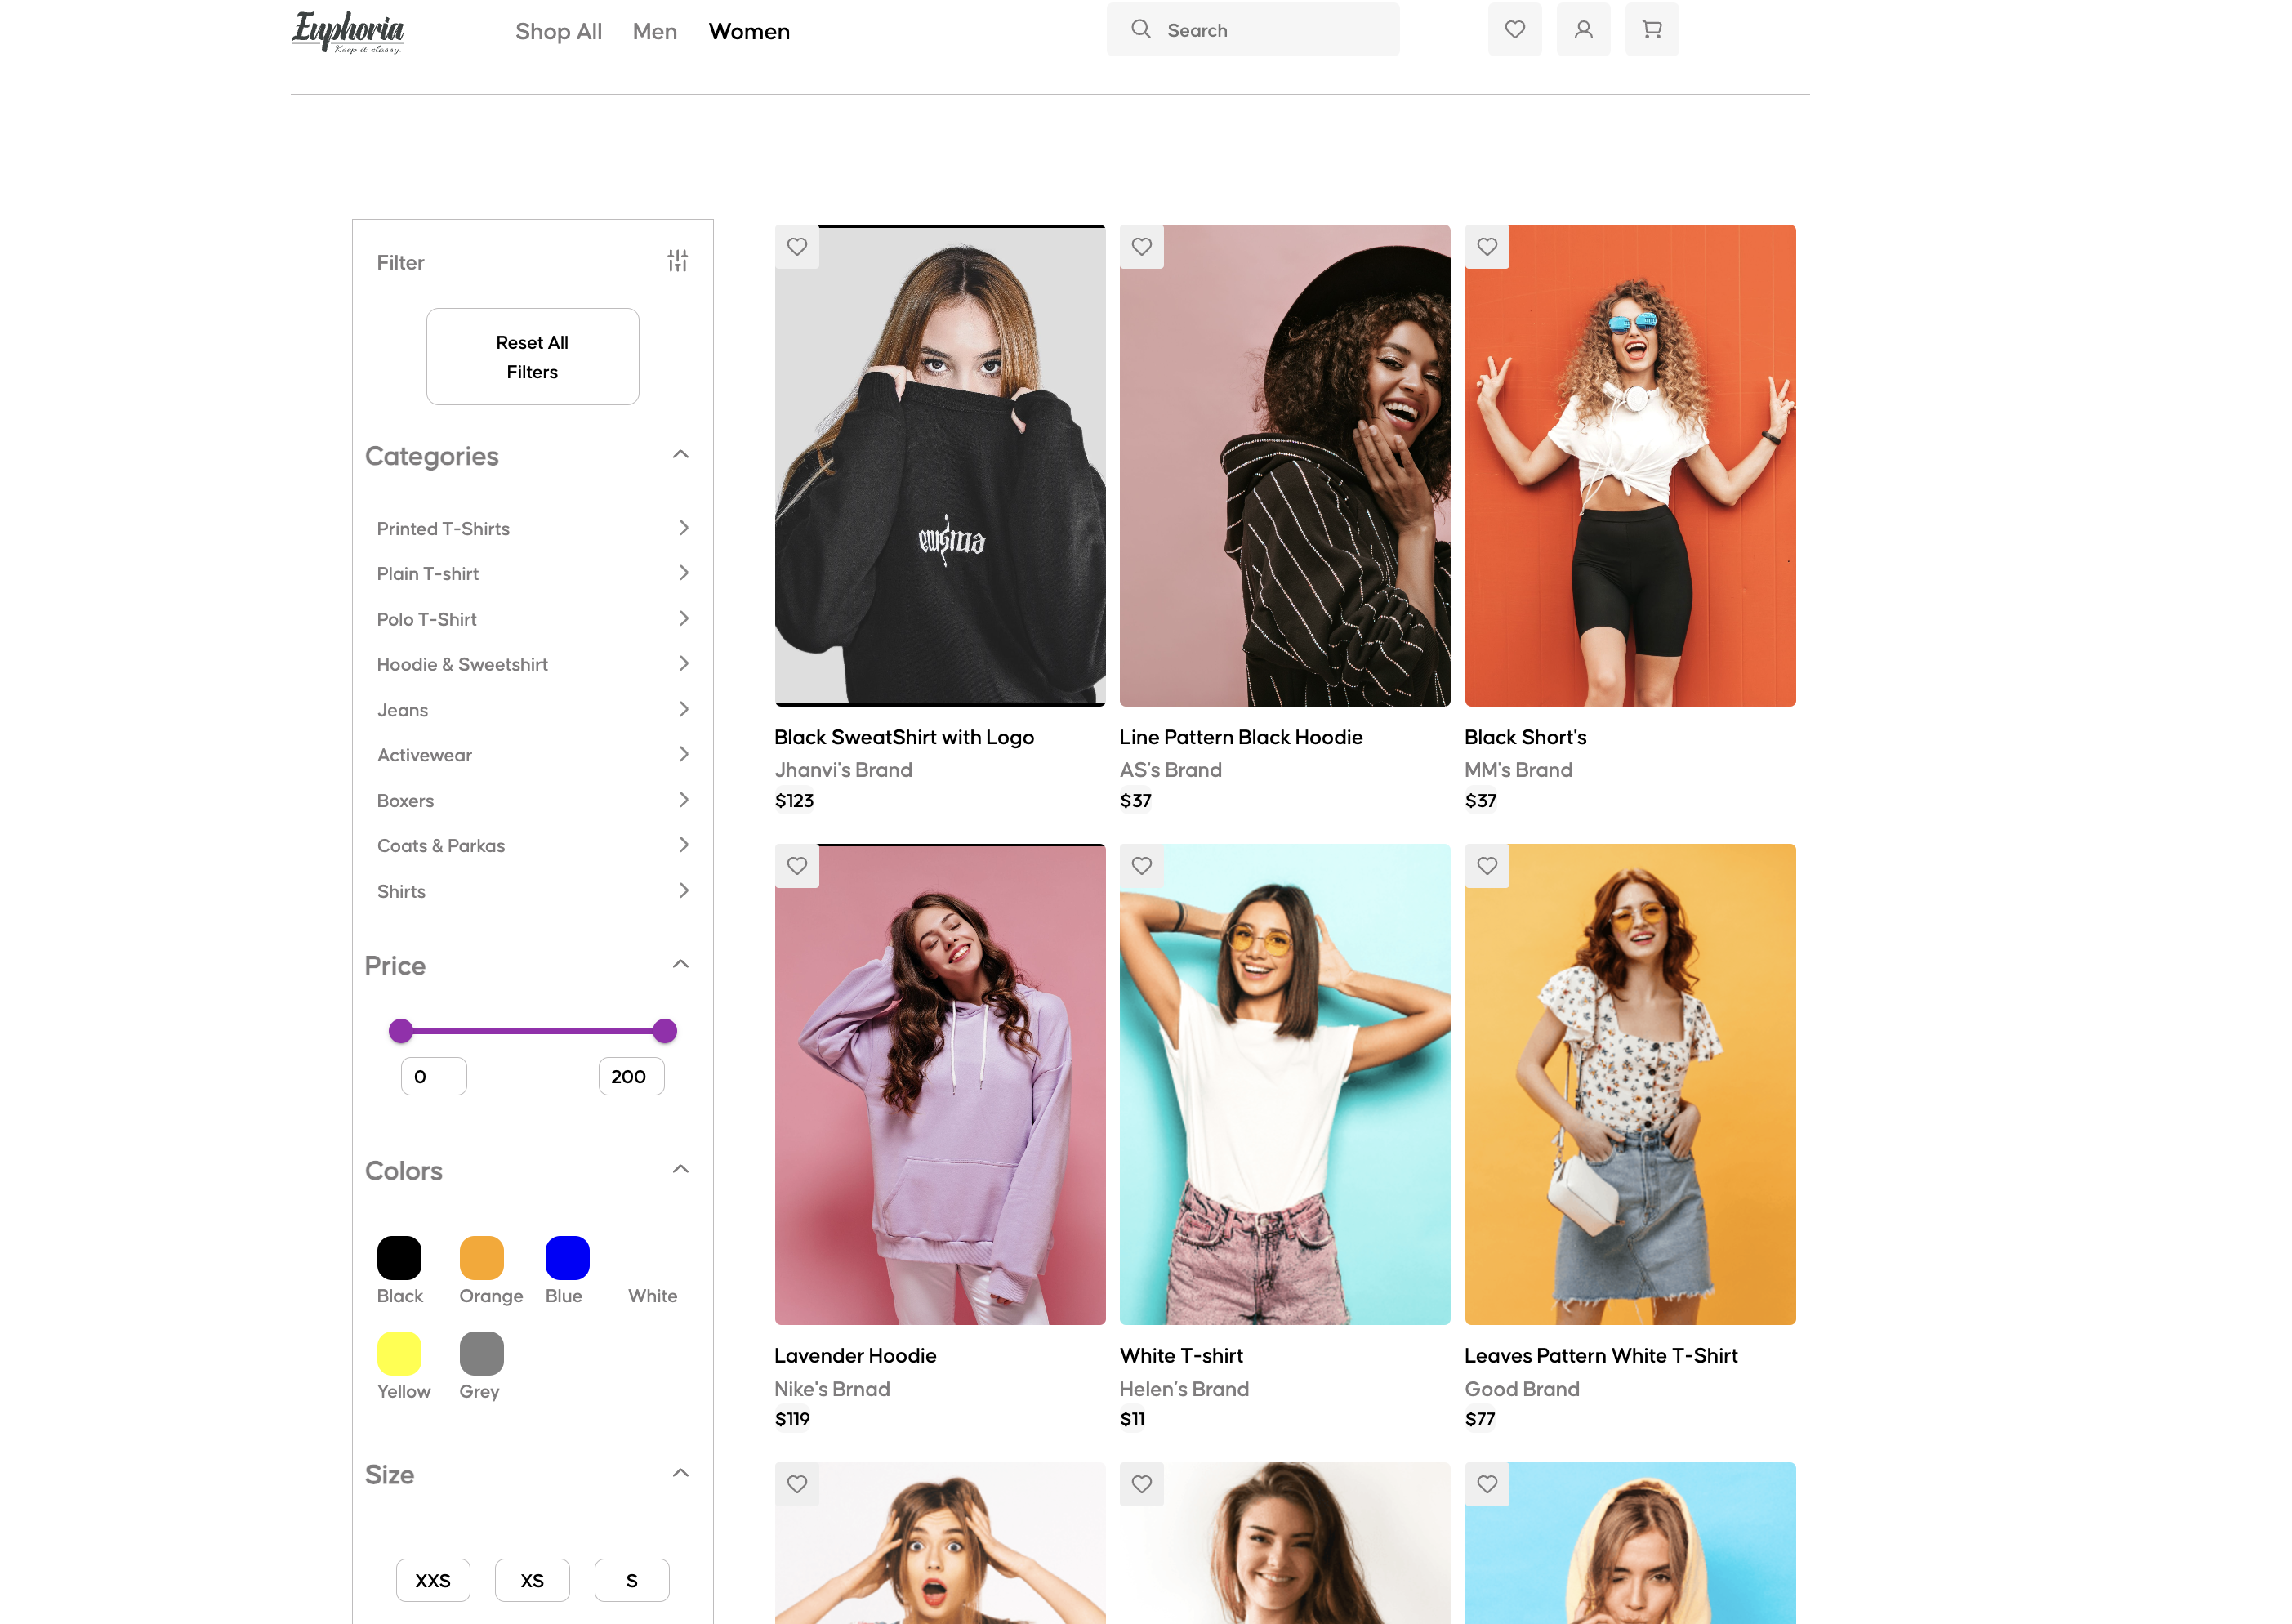 Euphoria
Keep it classy.
Shop All
Men
Women
Search
Filter
Reset All
Filters
Categories
Printed T-Shirts
Plain T-shirt
Polo T-Shirt
Hoodie & Sweetshirt
Jeans
Activewear
Boxers
Coats & Parkas
Shirts
Price
0
200
Colors
Black
Orange
Blue
White
Yellow
Grey
Size
XXS
XS
S
Black SweatShirt with Logo
Jhanvi's Brand
$123
Line Pattern Black Hoodie
AS's Brand
$37
Black Short's
MM's Brand
$37
Lavender Hoodie
Nike's Brnad
$119
White T-shirt
Helen's Brand
$11
Leaves Pattern White T-Shirt
Good Brand
$77